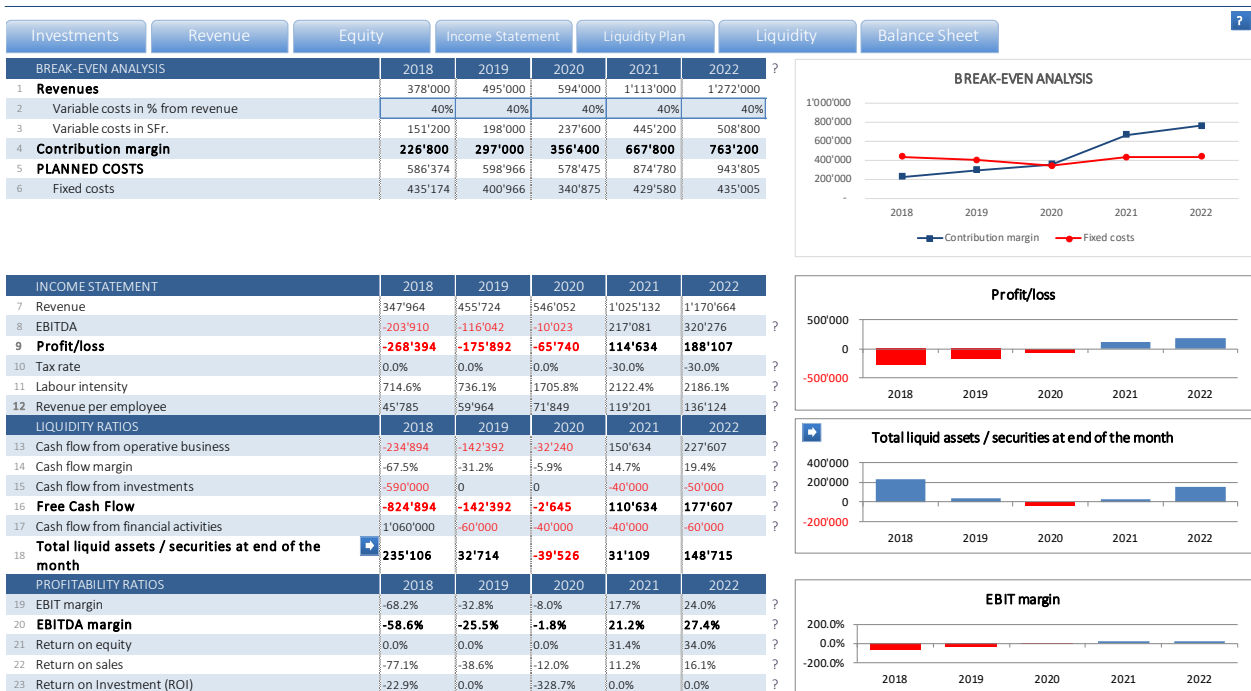 ?
Investments Revenue Equity Income Statement Liquidity Plan Liquidity Balance Sheet
BREAK-EVEN ANALYSIS 2018 2019 2020 2021 2022 ?
1 Revenues 378'000 495'000 594'000 1'113'000 1'272'000
2 Variable costs in % from revenue 40% 40% 40% 40% 40%
3 Variable costs in SFr. 151'200 198'000 237'600 445'200 508'800
4 Contribution margin 226'800 297'000 356'400 667'800 763'200
5 PLANNED COSTS 586'374 598'966 578'475 874'780 943'805
6 Fixed costs 435'174 400'966 340'875 429'580 435'005
BREAK-EVEN ANALYSIS
1'000'000
800'000
600'000
400'000
200'000
-
2018 2019 2020 2021 2022
Contribution margin Fixed costs
INCOME STATEMENT 2018 2019 2020 2021 2022
7 Revenue 347'964 455'724 546'052 1'025'132 1'170'664
8 EBITDA -203'910 -116'042 -10'023 217'081 320'276 ?
9 Profit/loss -268'394 -175'892 -65'740 114'634 188'107
10 Tax rate 0.0% 0.0% 0.0% -30.0% -30.0% ?
11 Labour intensity 714.6% 736.1% 1705.8% 2122.4% 2186.1% ?
12 Revenue per employee 45'785 59'964 71'849 119'201 136'124 ?
LIQUIDITY RATIOS 2018 2019 2020 2021 2022
13 Cash flow from operative business -234'894 -142'392 -32'240 150'634 227'607 ?
14 Cash flow margin -67.5% -31.2% -5.9% 14.7% 19.4% ?
15 Cash flow from investments -590'000 0 0 -40'000 -50'000 ?
16 Free Cash Flow -824'894 -142'392 -2'645 110'634 177'607 ?
17 Cash flow from financial activities 1'060'000 -60'000 -40'000 -40'000 -60'000 ?
18 Total liquid assets / securities at end of the
month 235'106 32'714 -39'526 31'109 148'715
PROFITABILITY RATIOS 2018 2019 2020 2021 2022
19 EBIT margin -68.2% -32.8% -8.0% 17.7% 24.0% ?
20 EBITDA margin -58.6% -25.5% -1.8% 21.2% 27.4% ?
21 Return on equity 0.0% 0.0% 0.0% 31.4% 34.0% ?
22 Return on sales -77.1% -38.6% -12.0% 11.2% 16.1% ?
23 Return on Investment (ROI) -22.9% 0.0% -328.7% 0.0% 0.0% ?
Profit/loss
500'000
0
-500'000
2018 2019 2020 2021 2022
Total liquid assets / securities at end of the month
400'000
200'000
0
-200'000
2018 2019 2020 2021 2022
EBIT margin
200.0%
0.0%
-200.0%
2018 2019 2020 2021 2022